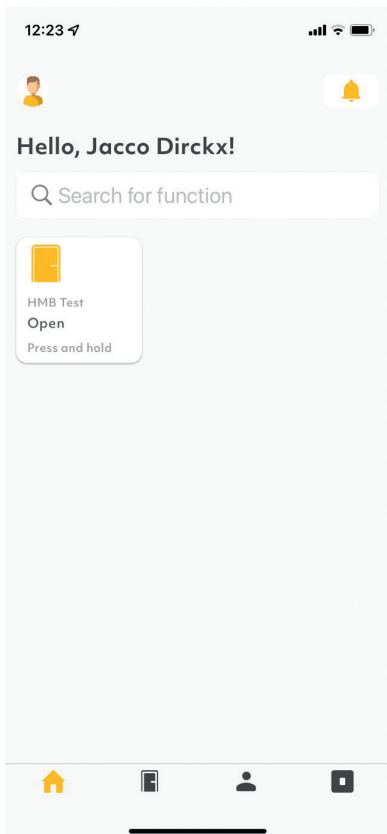 12:23
Hello, Jacco Dirckx!
Search for function
HMB Test
Open
Press and hold